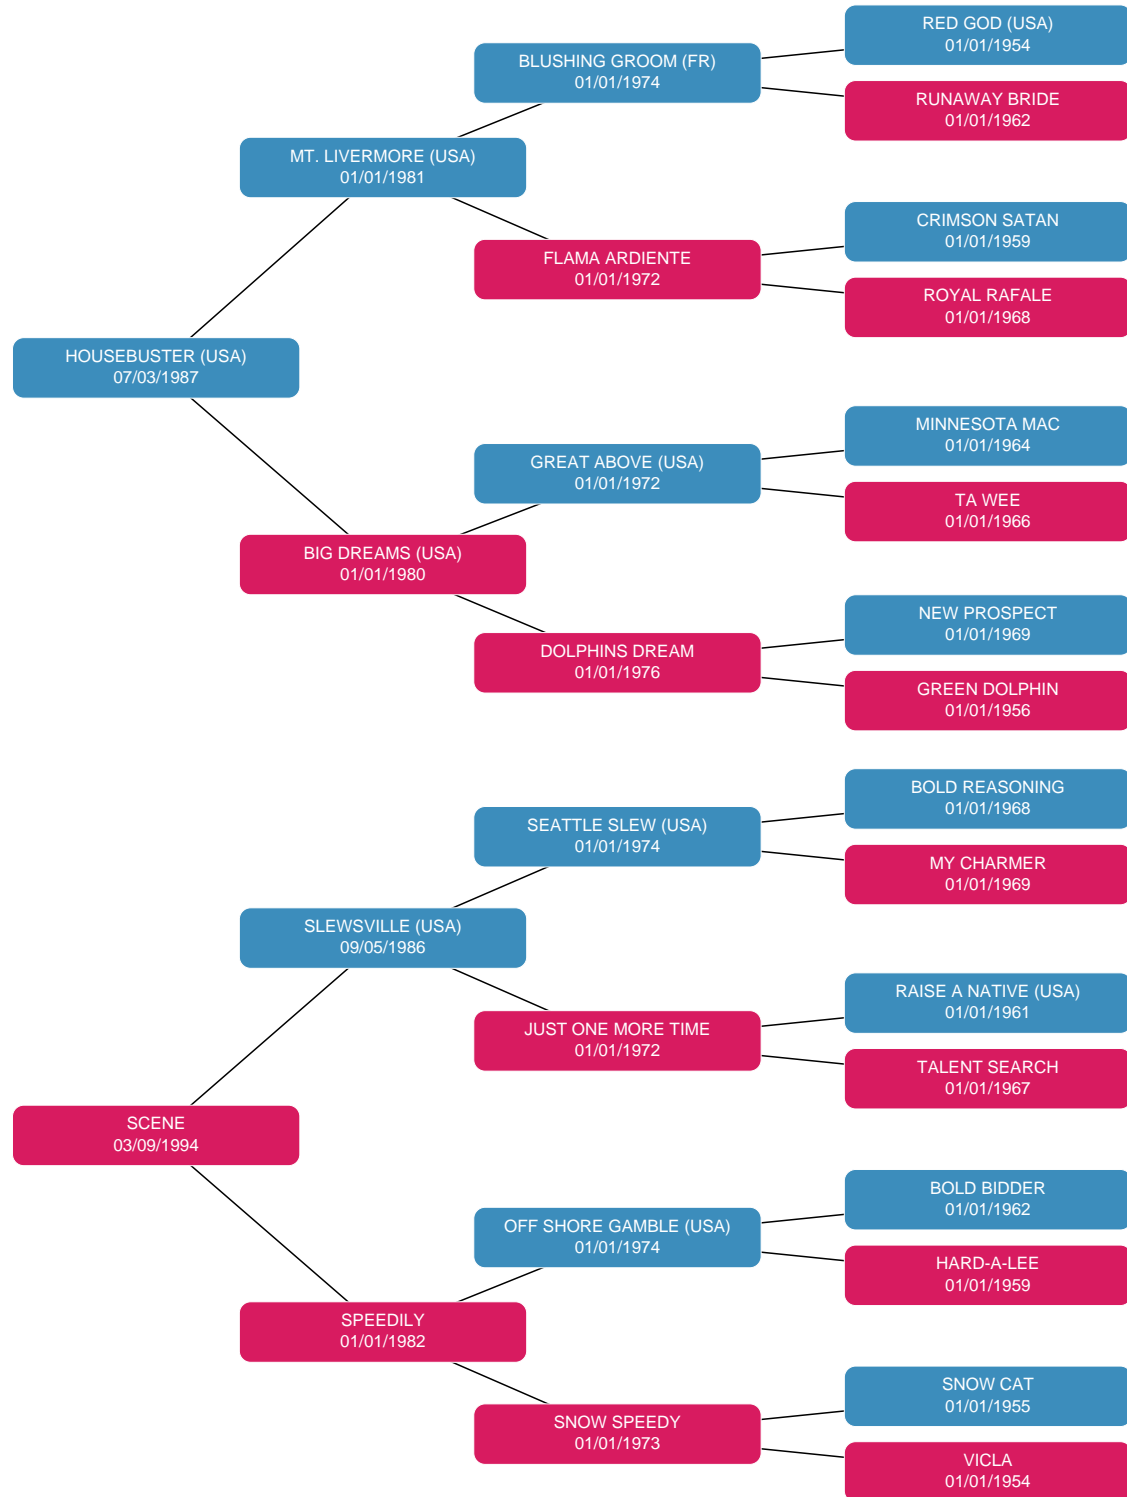 RED GOD (USA)
01/01/1954
BLUSHING GROOM (FR)
01/01/1974
RUNAWAY BRIDE
01/01/1962
MT. LIVERMORE (USA)
01/01/1981
CRIMSON SATAN
01/01/1959
FLAMA ARDIENTE
01/01/1972
ROYAL RAFALE
01/01/1968
HOUSEBUSTER (USA)
07/03/1987
MINNESOTA MAC
01/01/1964
GREAT ABOVE (USA)
01/01/1972
TA WEE
01/01/1966
BIG DREAMS (USA)
01/01/1980
NEW PROSPECT
01/01/1969
DOLPHINS DREAM
01/01/1976
GREEN DOLPHIN
01/01/1956
BOLD REASONING
01/01/1968
SEATTLE SLEW (USA)
01/01/1974
MY CHARMER
01/01/1969
SLEWSVILLE (USA)
09/05/1986
RAISE A NATIVE (USA)
01/01/1961
JUST ONE MORE TIME
01/01/1972
TALENT SEARCH
01/01/1967
SCENE
03/09/1994
BOLD BIDDER
01/01/1962
OFF SHORE GAMBLE (USA)
01/01/1974
HARD-A-LEE
01/01/1959
SPEEDILY
01/01/1982
SNOW CAT
01/01/1955
SNOW SPEEDY
01/01/1973
VICLA
01/01/1954